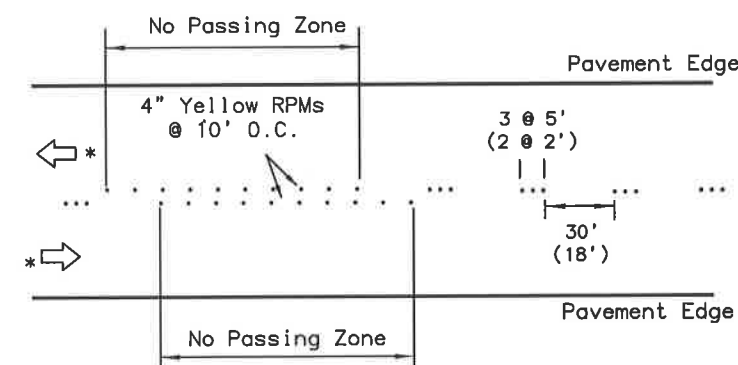 No Passing Zone
Pavement Edge
4" Yellow RPMs
@ 10' O.C.
3 @ 5'
(2 @ 2')
*
30'
(18')
*
Pavement Edge
No Passing Zone